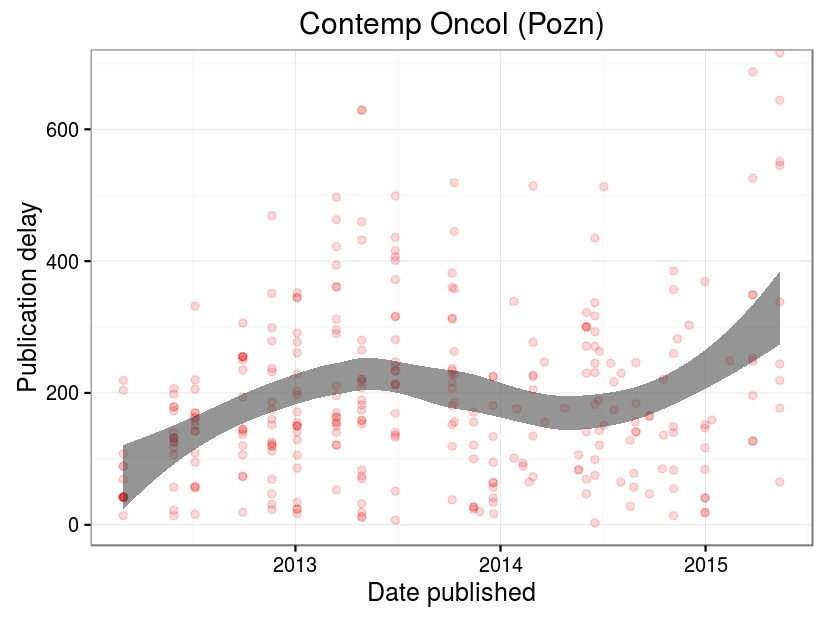 Contemp Oncol (Pozn)
Publication delay
600
400
200
0
2013
2014
2015
Date published